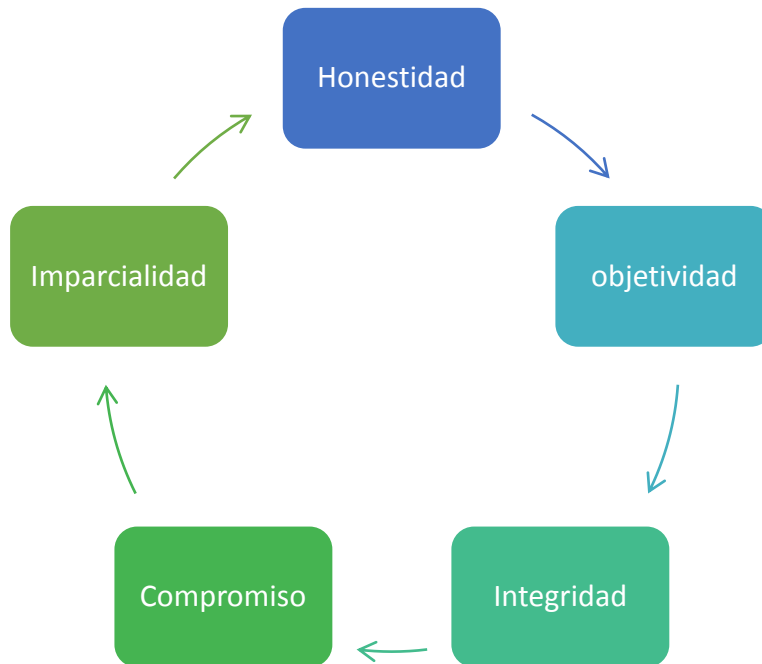 Honestidad
objetividad
Integridad
Compromiso
Imparcialidad